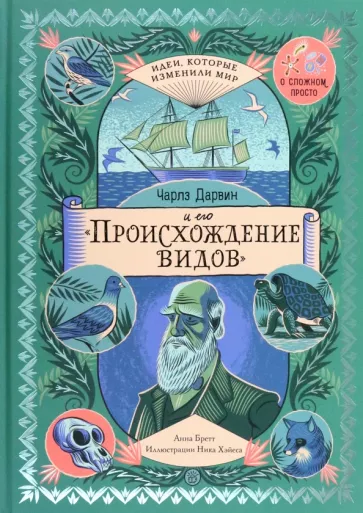 ИДЕИ, КОТОРЫЕ
ИЗМЕНИЛИ МИР
О СЛОЖНОМ
ПРОСТО
ЧАРЛЗ ДАРВИН
и его
«ПРОИСХОЖДЕНИЕ
ВИДОВ»
Анна Бретт
Иллюстрации Ника Хэйеса